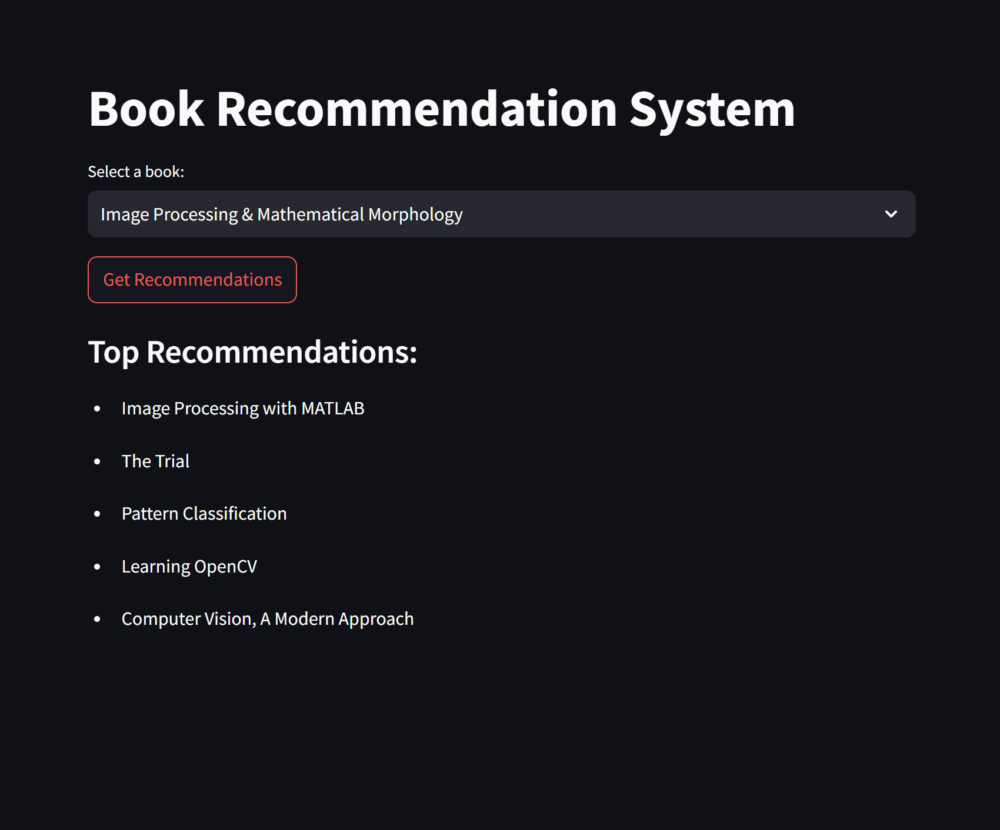 Book Recommendation System
Select a book:
Image Processing & Mathematical Morphology
Get Recommendations
Top Recommendations:
Image Processing with MATLAB
The Trial
Pattern Classification
Learning OpenCV
Computer Vision, A Modern Approach